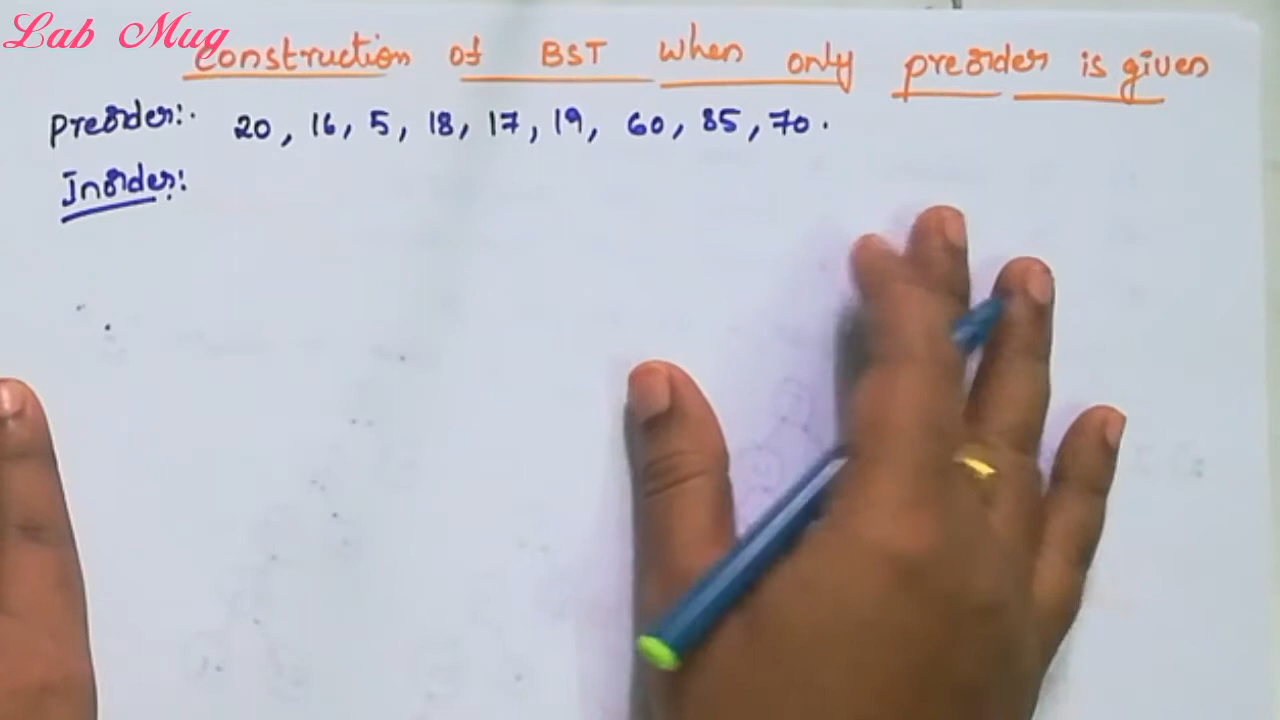 Lab Mug
Construction of BST when only preorder is given
Preorder:. 20, 16, 5, 18, 17, 19, 60, 85, 70.
Inorder: